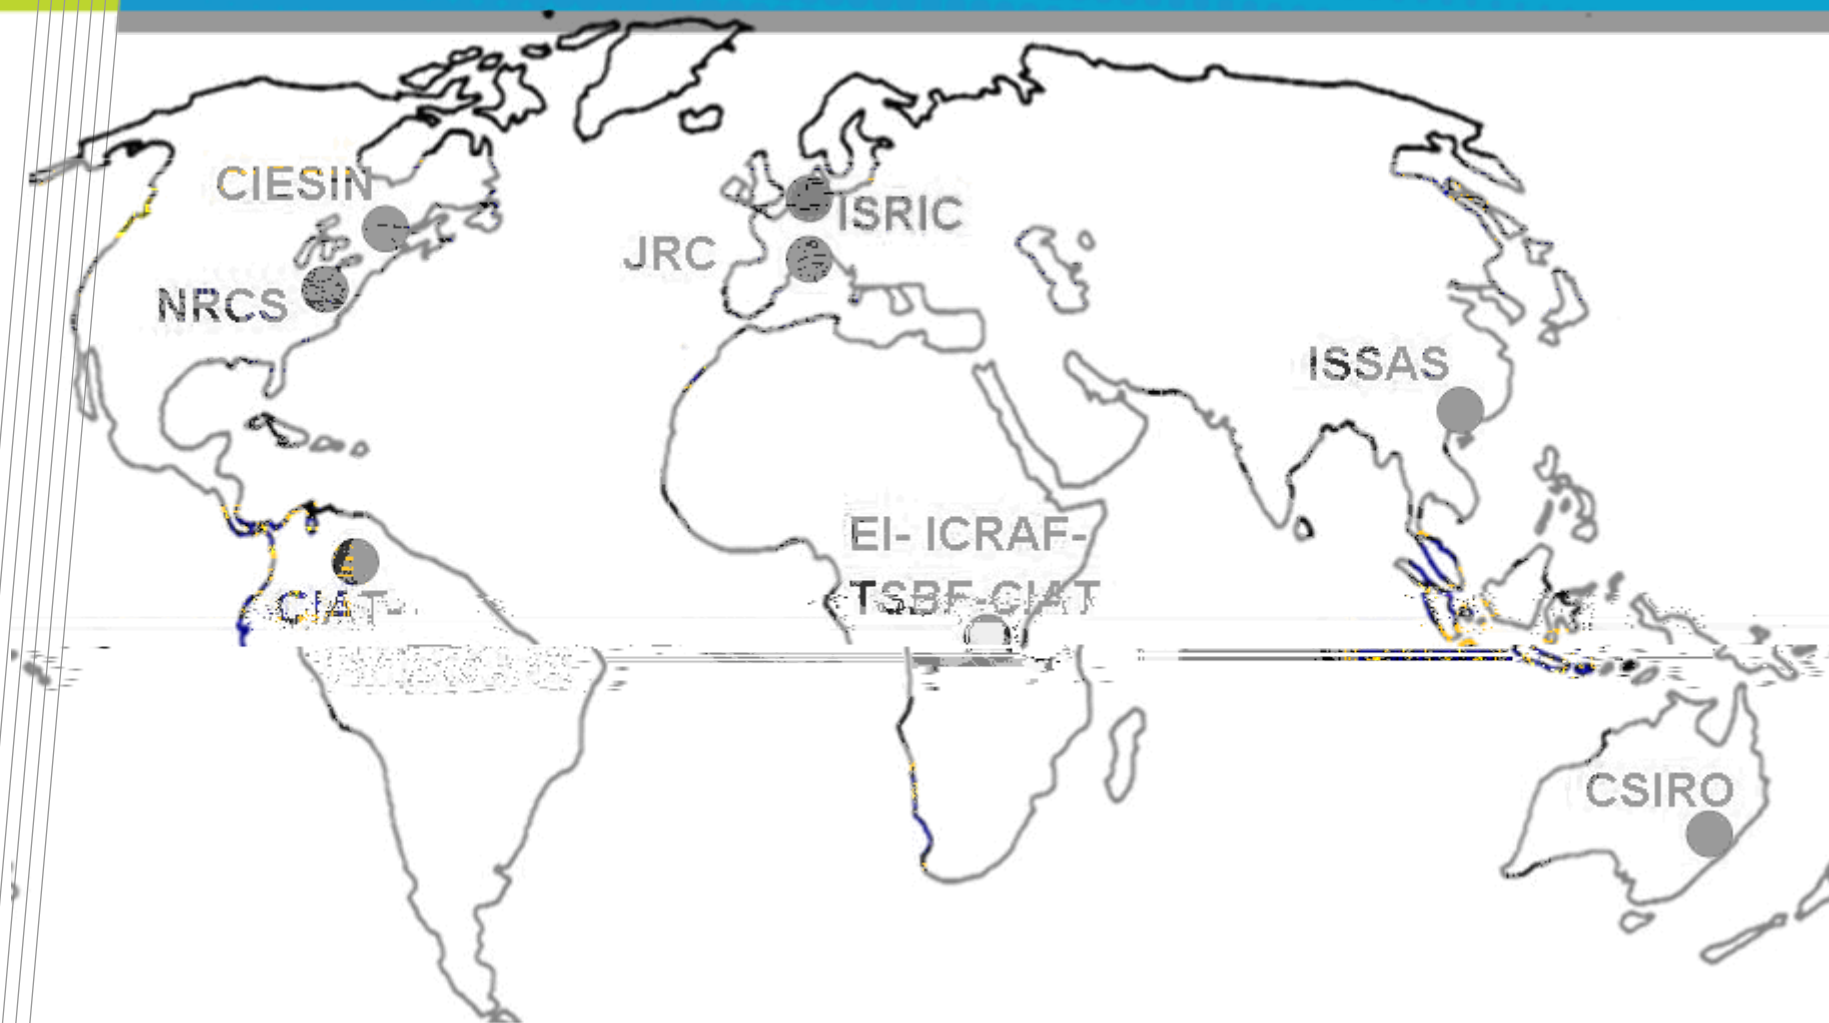 CIESIN
ISRIC
JRC
NRCS
ISSAS
EI- ICRAF-
TSBF-CIAT
CIAT-
CSIRO